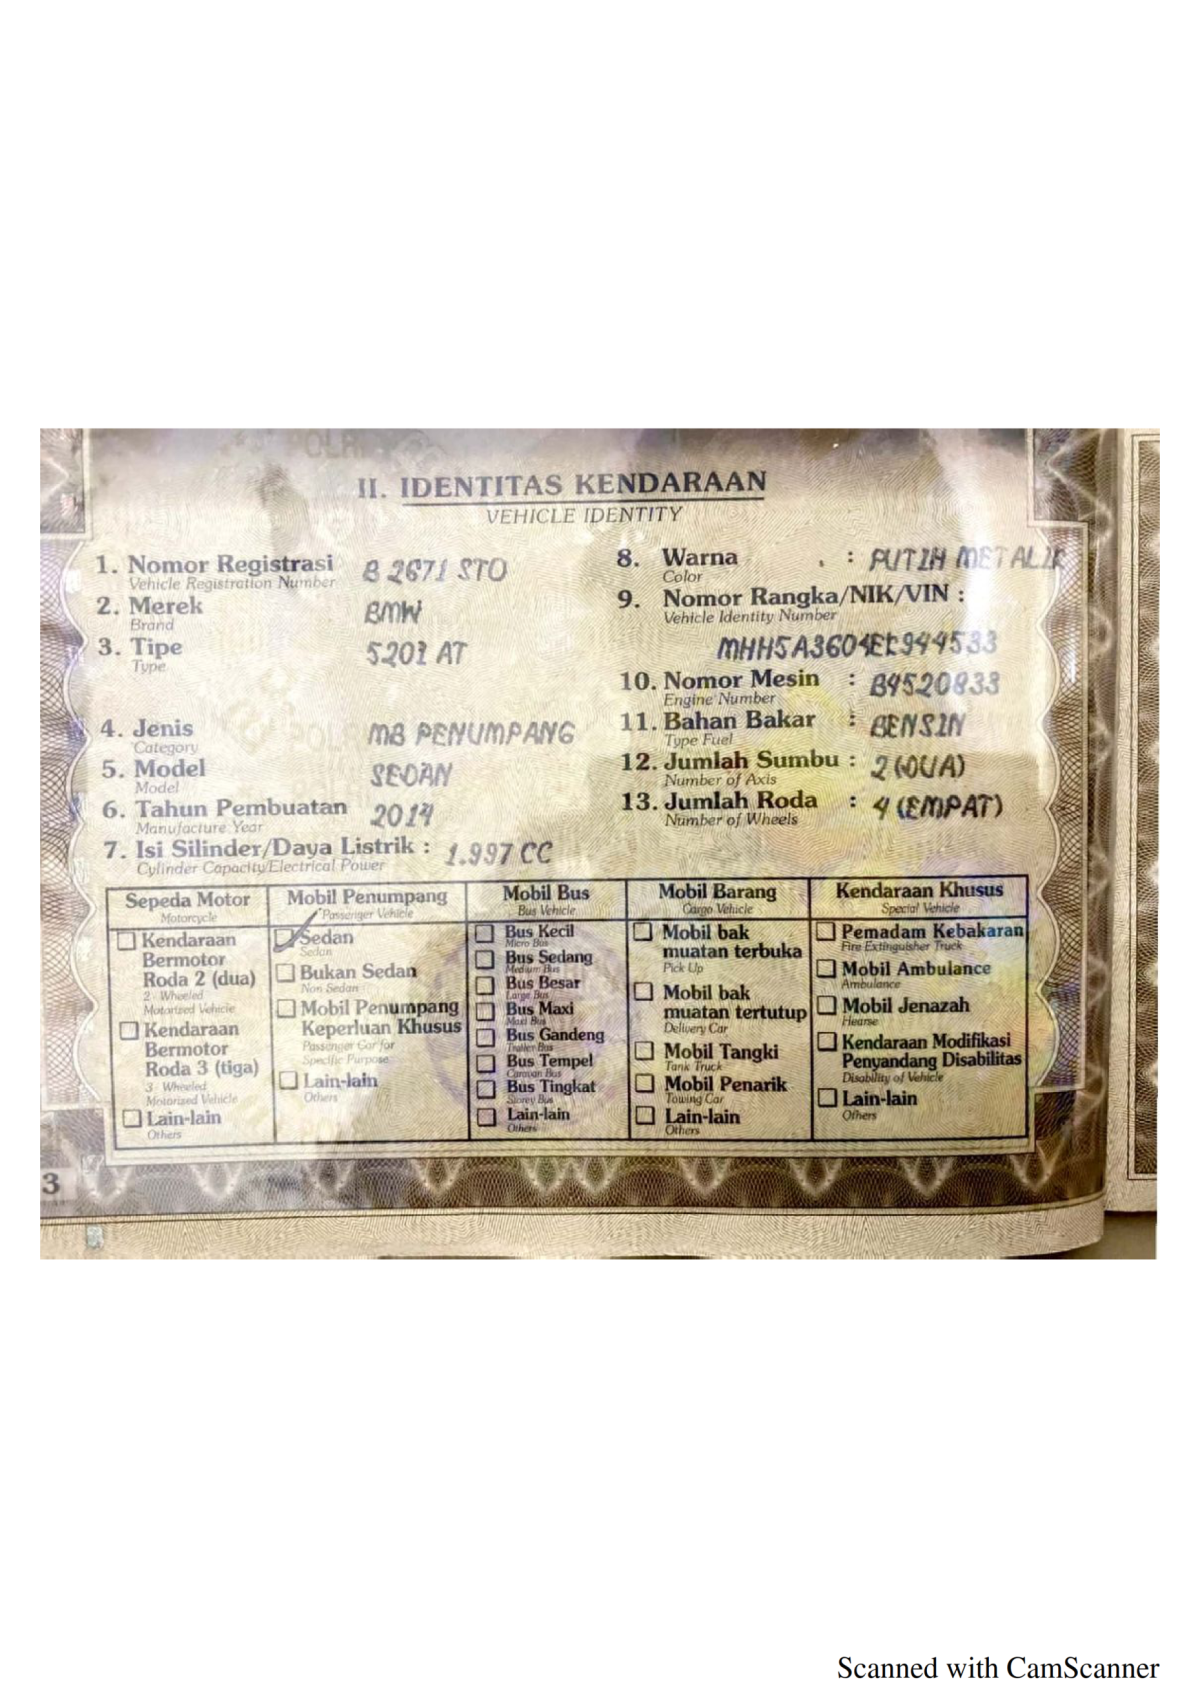 II. IDENTITAS KENDARAAN
VEHICLE IDENTITY
1. Nomor Registrasi B 2671 STO
Vehicle Registration Number
2. Merek BMW
Brand
3. Tipe 520i AT
Type
4. Jenis MB PENUMPANG
Category
5. Model SEDAN
Model
6. Tahun Pembuatan 2014
Manufacture Year
7. Isi Silinder/Daya Listrik : 1.997 CC
Cylinder Capacity/Electrical Power
8. Warna : PUTIH METALIK
Color
9. Nomor Rangka/NIK/VIN :
Vehicle Identity Number
10. Nomor Mesin : B4520833
Engine Number
11. Bahan Bakar : BENSIN
Type Fuel
12. Jumlah Sumbu : 2 (DUA)
Number of Axis
13. Jumlah Roda : 4 (EMPAT)
Number of Wheels
Sepeda Motor
Motorcycle
Kendaraan
Bermotor
Roda 2 (dua)
2 - Wheeled
Motorized Vehicle
Kendaraan
Bermotor
Roda 3 (tiga)
3 - Wheeled
Motorized Vehicle
Lain-lain
Others
Mobil Penumpang
Passenger Vehicle
Sedan
Sedan
Bukan Sedan
Non Sedan
Mobil Penumpang
Keperluan Khusus
Passenger Car for
Specific Purpose
Lain-lain
Others
Mobil Bus
Bus Vehicle
Bus Kecil
Micro Bus
Bus Sedang
Medium Bus
Bus Besar
Large Bus
Bus Maxi
Maxi Bus
Bus Gandeng
Trailer Bus
Bus Tempel
Caravan Bus
Bus Tingkat
Storey Bus
Lain-lain
Others
Mobil Barang
Cargo Vehicle
Mobil bak
muatan terbuka
Pick Up
Mobil bak
muatan tertutup
Delivery Car
Mobil Tangki
Tank Truck
Mobil Penarik
Towing Car
Lain-lain
Others
Kendaraan Khusus
Special Vehicle
Pemadam Kebakaran
Fire Extinguisher Truck
Mobil Ambulance
Ambulance
Mobil Jenazah
Hearse
Kendaraan Modifikasi
Penyandang Disabilitas
Disability of Vehicle
Lain-lain
Others
3
Scanned with CamScanner